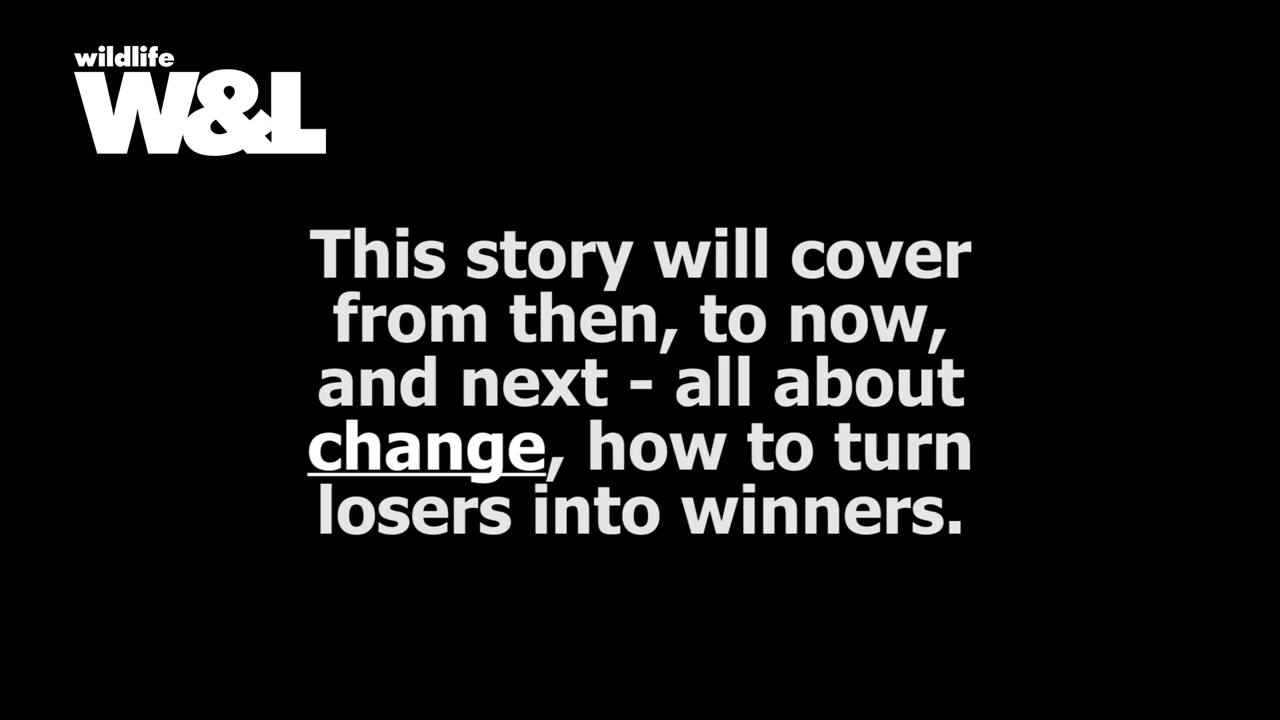 wildlife
W&L
This story will cover
from then, to now,
and next - all about
change, how to turn
losers into winners.